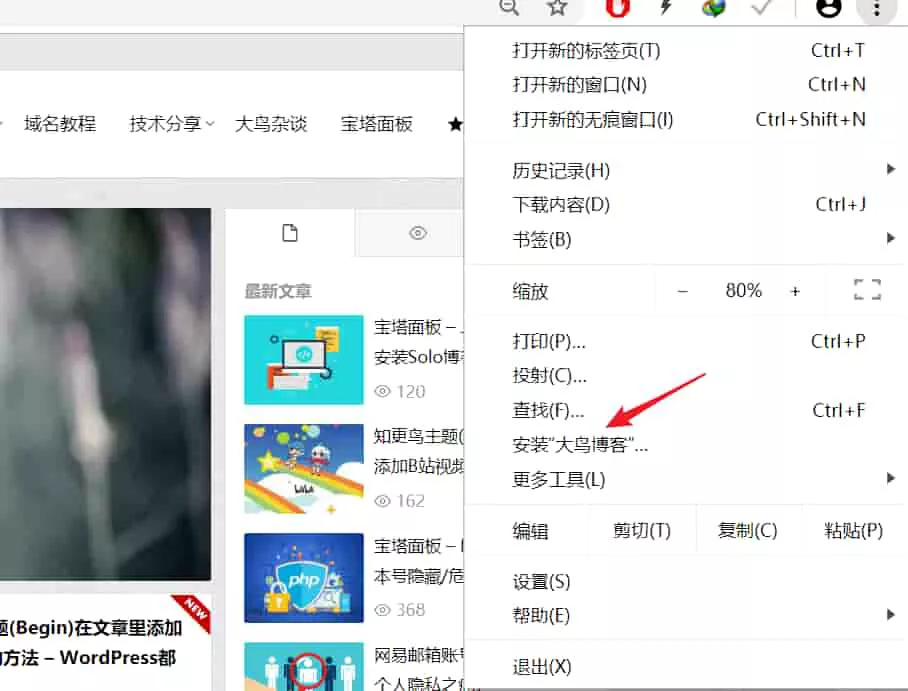 域名教程 技术分享 大鸟杂谈 宝塔面板
打开新的标签页(T) Ctrl+T
打开新的窗口(N) Ctrl+N
打开新的无痕窗口(I) Ctrl+Shift+N
历史记录(H)
下载内容(D) Ctrl+J
书签(B)
缩放 − 80% +
打印(P)... Ctrl+P
投射(C)...
查找(F)... Ctrl+F
安装“大鸟博客”...
更多工具(L)
编辑 剪切(T) 复制(C) 粘贴(P)
设置(S)
帮助(E)
退出(X)
最新文章
宝塔面板 –
安装Solo博
120
知更鸟主题(
添加B站视频
162
宝塔面板 –
本号隐藏/危
368
网易邮箱账
个人隐私之
php
NEW
题(Begin)在文章里添加
方法 – WordPress都